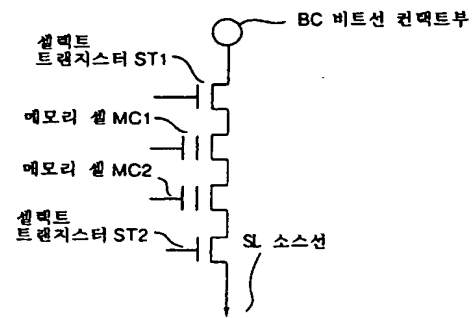 BC 비트선 컨택트부
셀렉트
트랜지스터 ST1
메모리 셀 MC1
메모리 셀 MC2
셀렉트
트랜지스터 ST2
SL 소스선